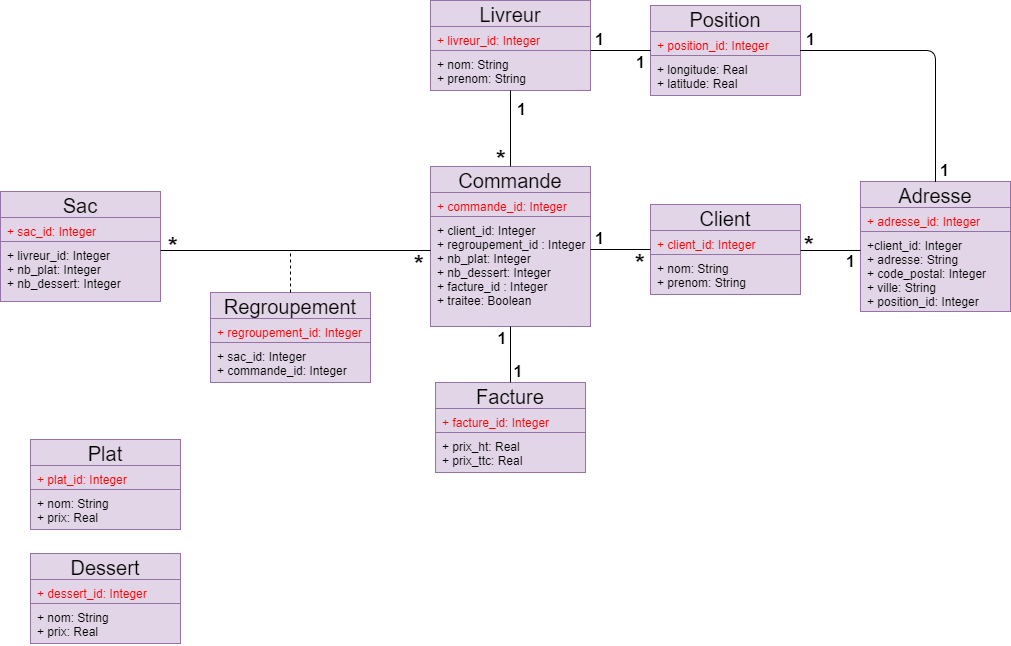 Livreur
+ livreur_id: Integer
+ nom: String
+ prenom: String
1
1
Position
+ position_id: Integer
+ longitude: Real
+ latitude: Real
1
1
1
*
Sac
+ sac_id: Integer
+ livreur_id: Integer
+ nb_plat: Integer
+ nb_dessert: Integer
*
*
Commande
+ commande_id: Integer
+ client_id: Integer
+ regroupement_id : Integer
+ nb_plat: Integer
+ nb_dessert: Integer
+ facture_id : Integer
+ traitee: Boolean
1
*
Client
+ client_id: Integer
+ nom: String
+ prenom: String
*
1
Adresse
+ adresse_id: Integer
+client_id: Integer
+ adresse: String
+ code_postal: Integer
+ ville: String
+ position_id: Integer
Regroupement
+ regroupement_id: Integer
+ sac_id: Integer
+ commande_id: Integer
1
1
Facture
+ facture_id: Integer
+ prix_ht: Real
+ prix_ttc: Real
Plat
+ plat_id: Integer
+ nom: String
+ prix: Real
Dessert
+ dessert_id: Integer
+ nom: String
+ prix: Real